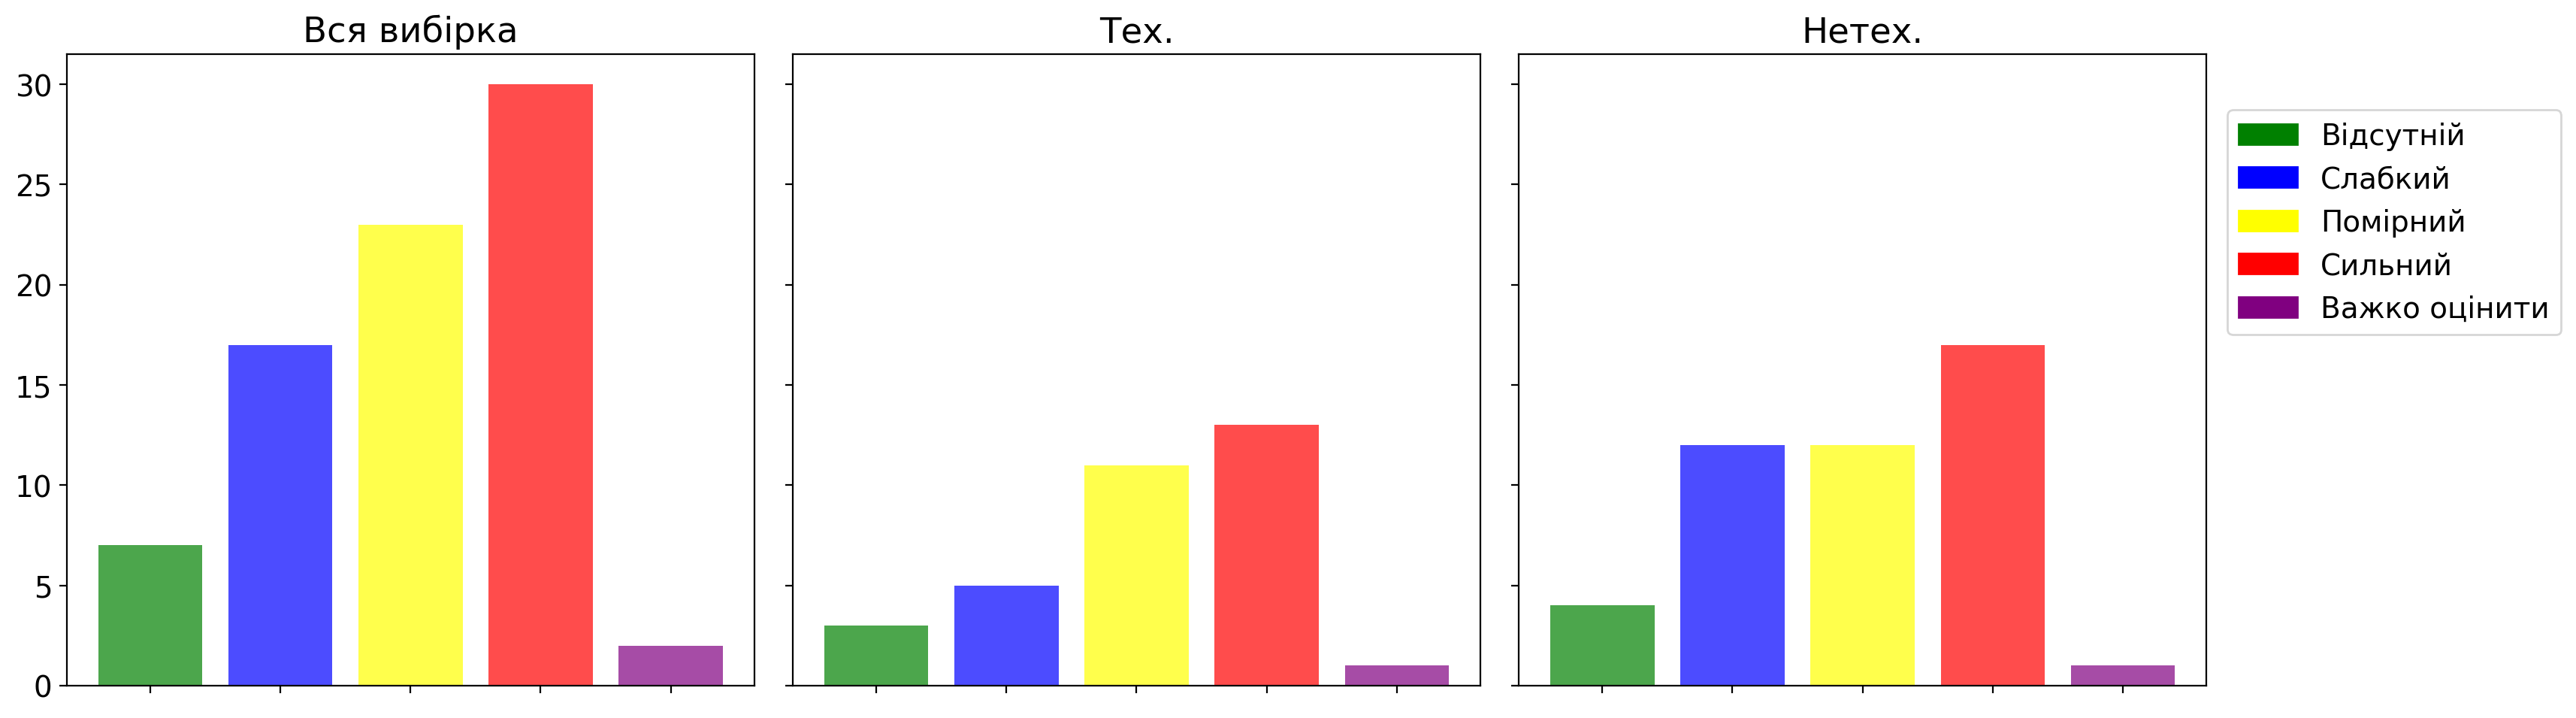 Вся вибірка
Тех.
Нетех.
30
25
20
15
10
5
0
Відсутній
Слабкий
Помірний
Сильний
Важко оцінити